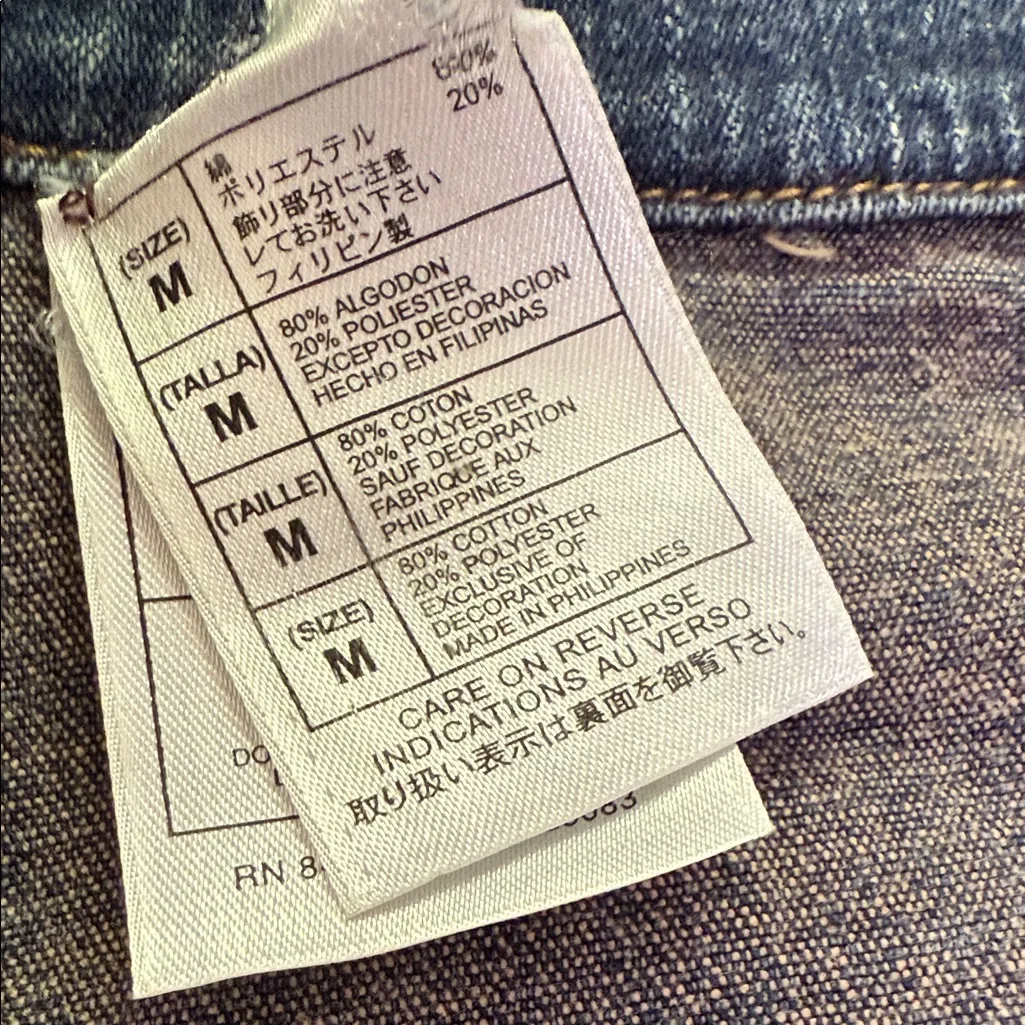 80%
20%
綿
ポリエステル
飾り部分に注意
レてお洗い下さい
フィリピン製
(SIZE)
M
80% ALGODON
20% POLIESTER
EXCEPTO DECORACION
HECHO EN FILIPINAS
(TALLA)
M
80% COTON
20% POLYESTER
SAUF DECORATION
FABRIQUE AUX
PHILIPPINES
(TAILLE)
M
80% COTTON
20% POLYESTER
EXCLUSIVE OF
DECORATION
MADE IN PHILIPPINES
(SIZE)
M
CARE ON REVERSE
INDICATIONS AU VERSO
取り扱い表示は裏面を御覧下さい。
RN